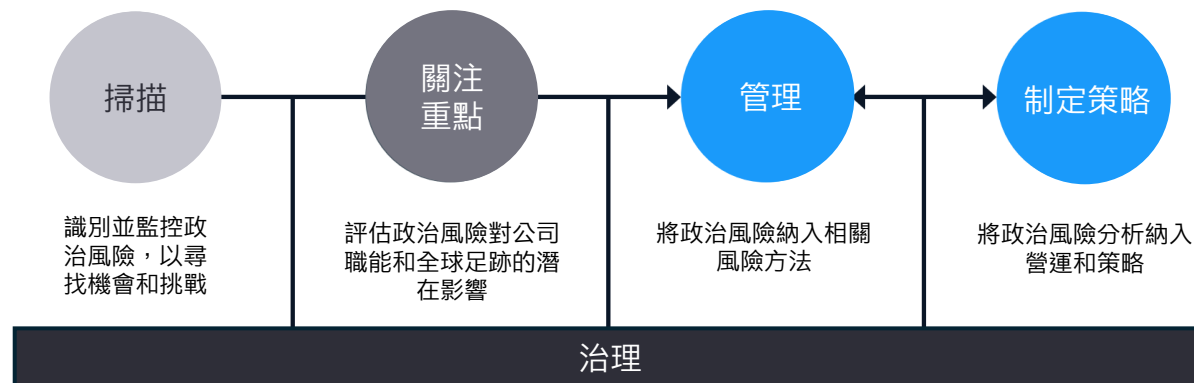 掃描
關注
重點
管理
制定策略
識別並監控政
治風險，以尋
找機會和挑戰
評估政治風險對公司
職能和全球足跡的潛
在影響
將政治風險納入相關
風險方法
將政治風險分析納入
營運和策略
治理